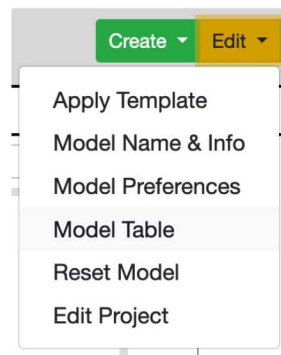 Create Edit
Apply Template
Model Name & Info
Model Preferences
Model Table
Reset Model
Edit Project